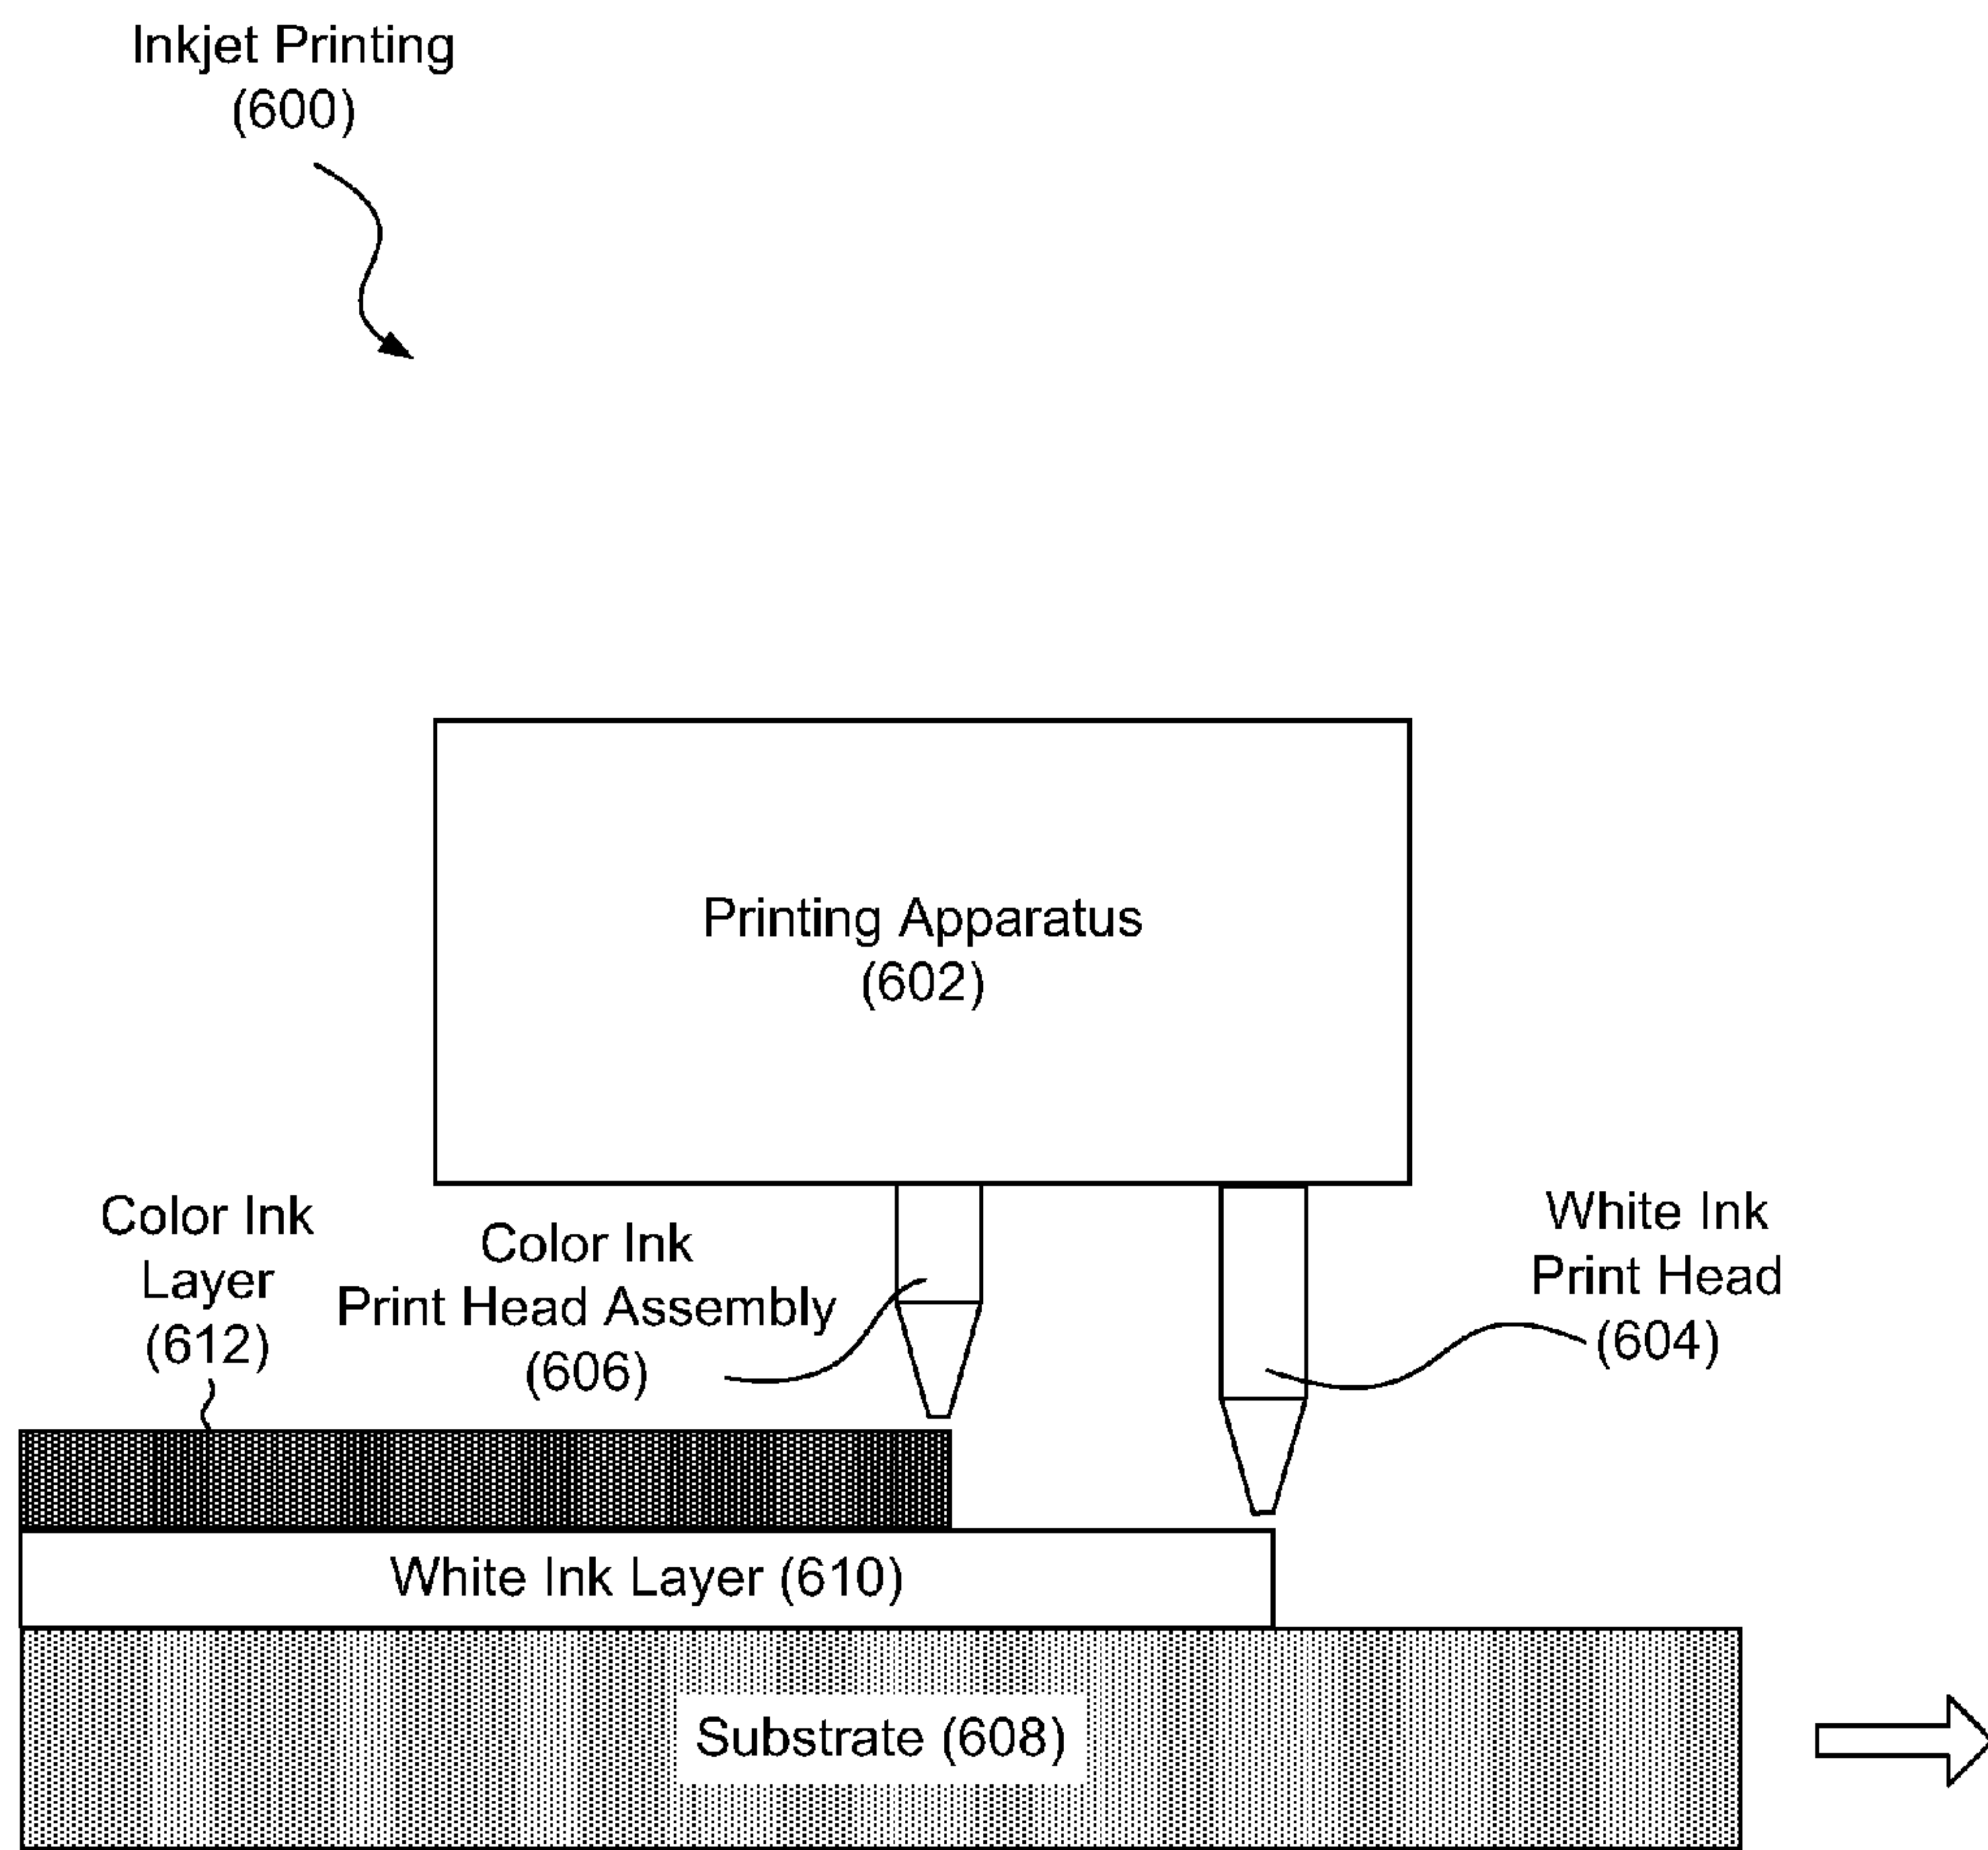 Inkjet Printing
(600)
Printing Apparatus
(602)
Color Ink
Layer
(612)
Color Ink
Print Head Assembly
(606)
White Ink
Print Head
(604)
White Ink Layer (610)
Substrate (608)